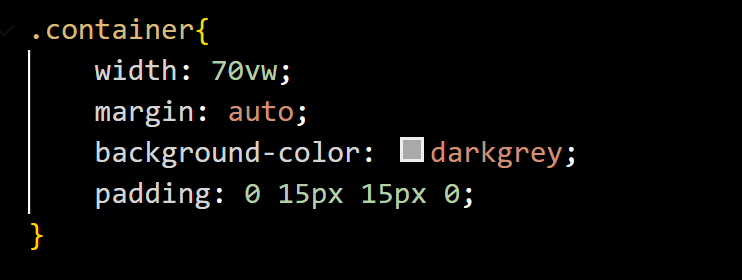 .container{
    width: 70vw;
    margin: auto;
    background-color: darkgrey;
    padding: 0 15px 15px 0;
}